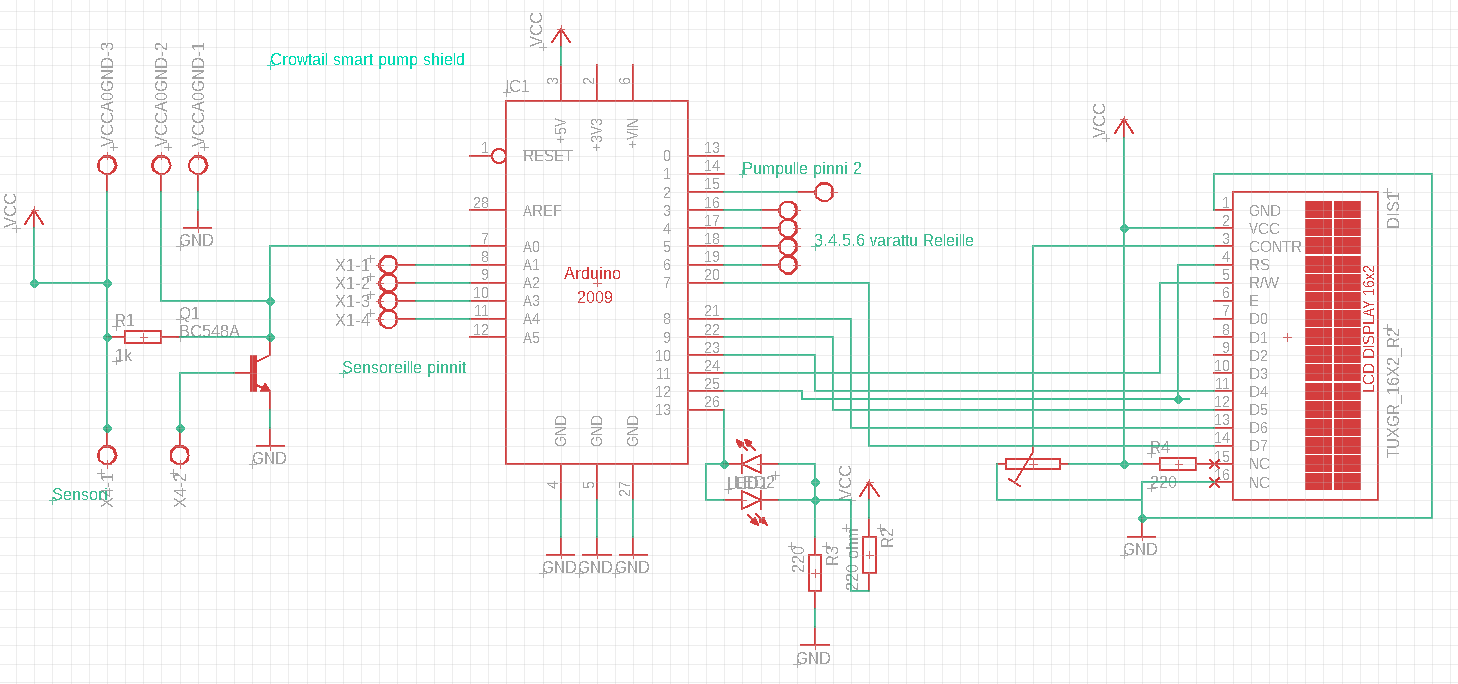 Crowtail smart pump shield
VCCA0GND-3
VCCA0GND-2
VCCA0GND-1
VCC
GND
VCC
R1
1k
Q1
BC548A
GND
Sensori
X4-1
X4-2
X1-1
X1-2
X1-3
X1-4
Sensoreille pinnit
VCC
IC1
3
2
6
+5V
+3V3
+VIN
1
RESET
28
AREF
7
A0
8
A1
9
A2
10
A3
11
A4
12
A5
Arduino
2009
0
13
1
14
2
15
3
16
4
17
5
18
6
19
7
20
8
21
9
22
10
23
11
24
12
25
13
26
GND
GND
GND
4
5
27
GND
GND
GND
Pumpulle pinni 2
3.4.5.6 varattu Releille
LED2
VCC
220
R3
220 ohm
R2
GND
VCC
R4
220
GND
1
GND
2
VCC
3
CONTR
4
RS
5
R/W
6
E
7
D0
8
D1
9
D2
10
D3
11
D4
12
D5
13
D6
14
D7
15
NC
16
NC
LCD DISPLAY 16x2
DIS1
TUXGR_16X2_R2